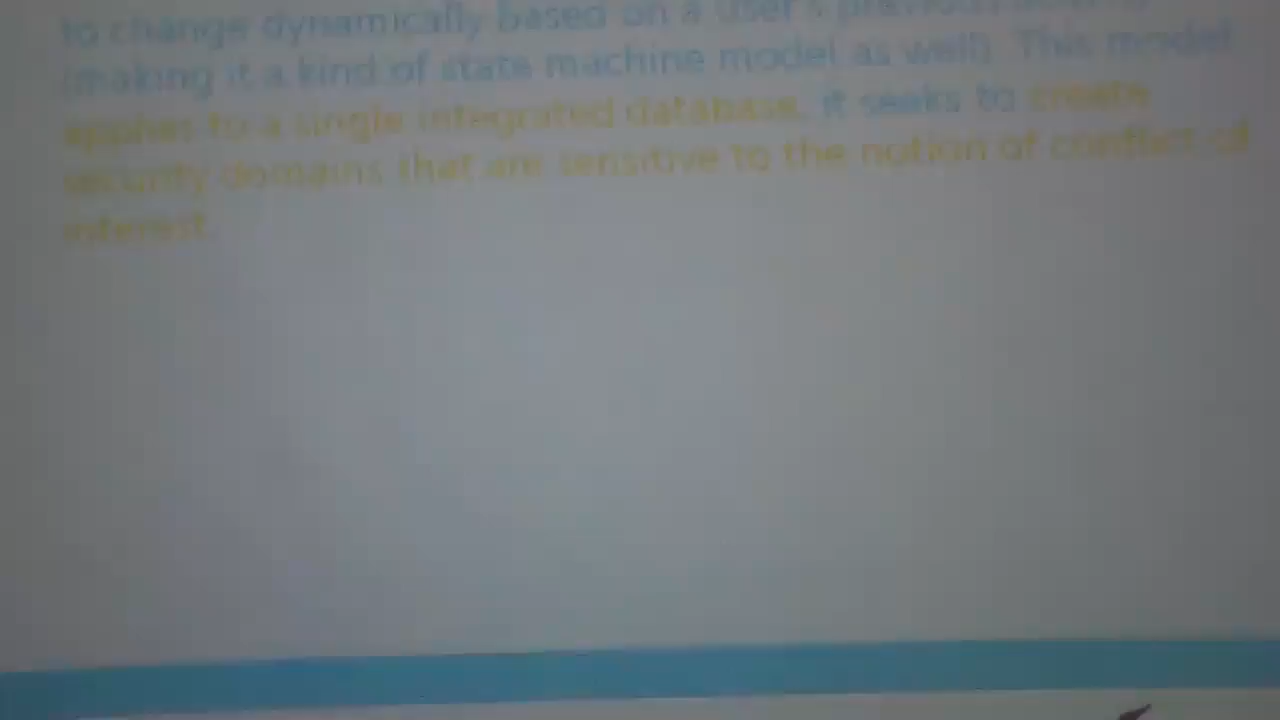 to change dynamically based on a user's previous
(making it a kind of state machine model as well). This model
applies to a single integrated database, it seeks to create
security domains that are sensitive to the notion of conflict of
interest.